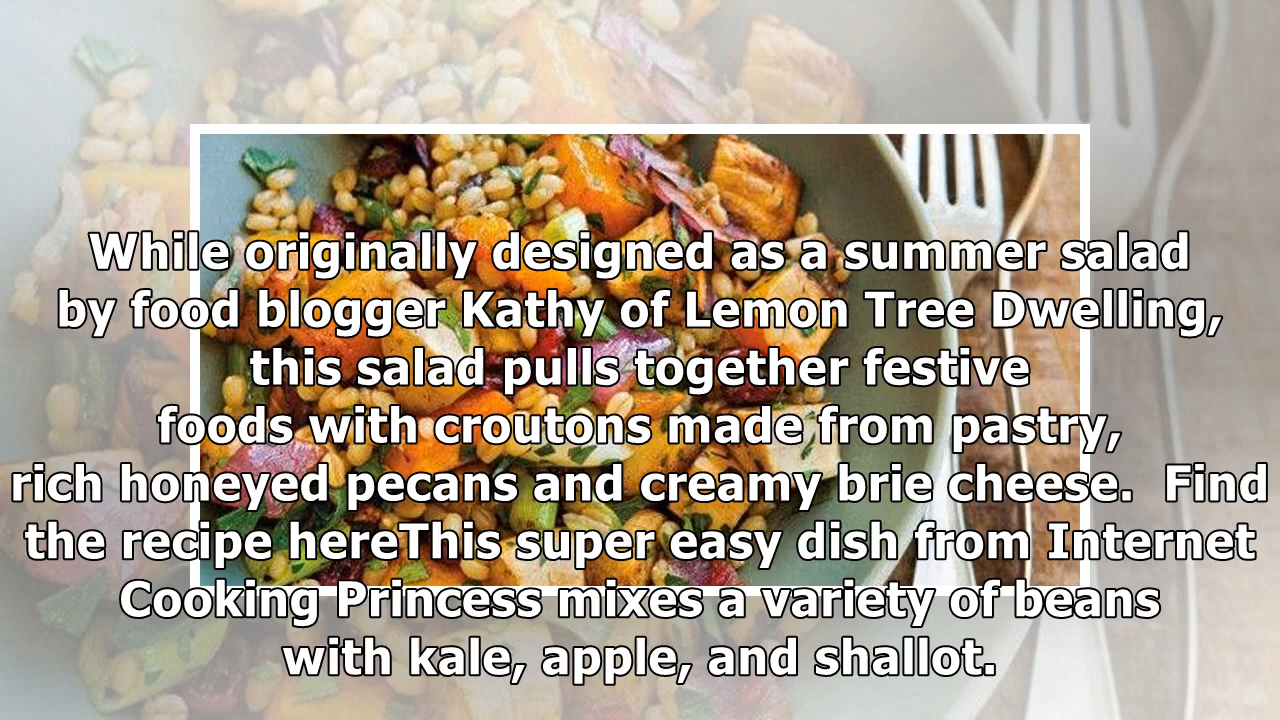 While originally designed as a summer salad
by food blogger Kathy of Lemon Tree Dwelling,
this salad pulls together festive
foods with croutons made from pastry,
rich honeyed pecans and creamy brie cheese.  Find
the recipe hereThis super easy dish from Internet
Cooking Princess mixes a variety of beans
with kale, apple, and shallot.